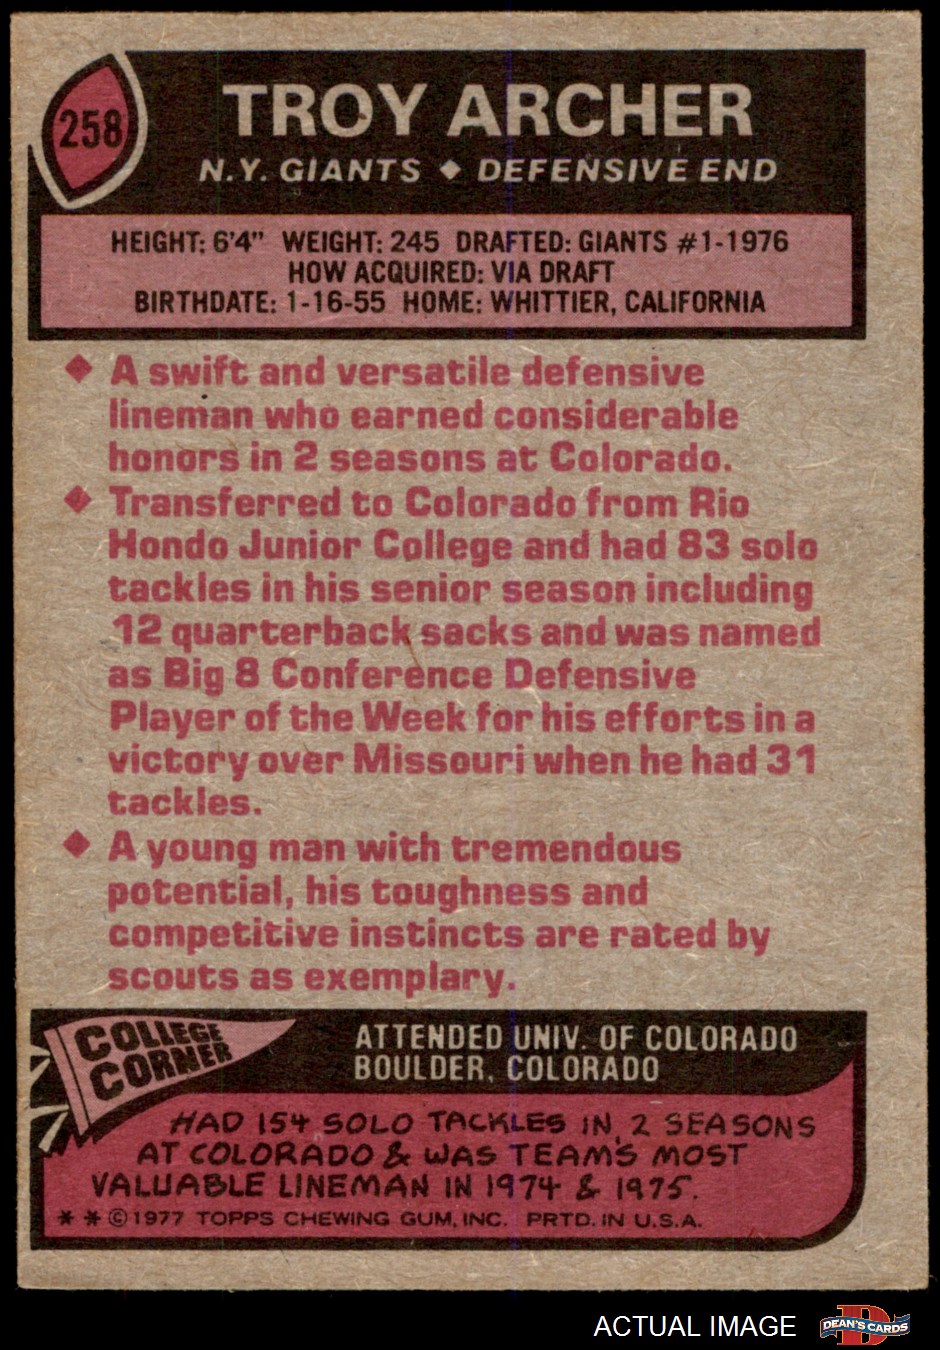 258
TROY ARCHER
N.Y. GIANTS ◆ DEFENSIVE END
HEIGHT: 6'4" WEIGHT: 245 DRAFTED: GIANTS #1-1976
HOW ACQUIRED: VIA DRAFT
BIRTHDATE: 1-16-55 HOME: WHITTIER, CALIFORNIA
◆ A swift and versatile defensive
lineman who earned considerable
honors in 2 seasons at Colorado.
◆ Transferred to Colorado from Rio
Hondo Junior College and had 83 solo
tackles in his senior season including
12 quarterback sacks and was named
as Big 8 Conference Defensive
Player of the Week for his efforts in a
victory over Missouri when he had 31
tackles.
◆ A young man with tremendous
potential, his toughness and
competitive instincts are rated by
scouts as exemplary.
COLLEGE
CORNER
ATTENDED UNIV. OF COLORADO
BOULDER, COLORADO
HAD 154 SOLO TACKLES IN 2 SEASONS
AT COLORADO & WAS TEAM'S MOST
VALUABLE LINEMAN IN 1974 & 1975.
* * © 1977 TOPPS CHEWING GUM, INC. PRTD. IN U.S.A.
ACTUAL IMAGE
DEAN'S CARDS